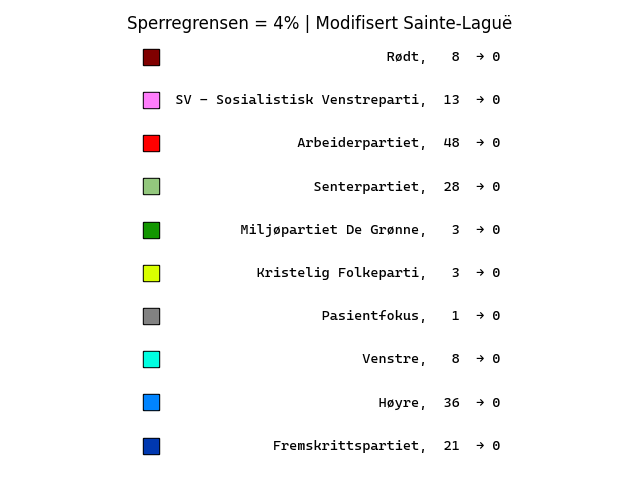 Sperregrensen = 4% | Modifisert Sainte-Laguë
Rødt, 8 → 0
SV – Sosialistisk Venstreparti, 13 → 0
Arbeiderpartiet, 48 → 0
Senterpartiet, 28 → 0
Miljøpartiet De Grønne, 3 → 0
Kristelig Folkeparti, 3 → 0
Pasientfokus, 1 → 0
Venstre, 8 → 0
Høyre, 36 → 0
Fremskrittspartiet, 21 → 0